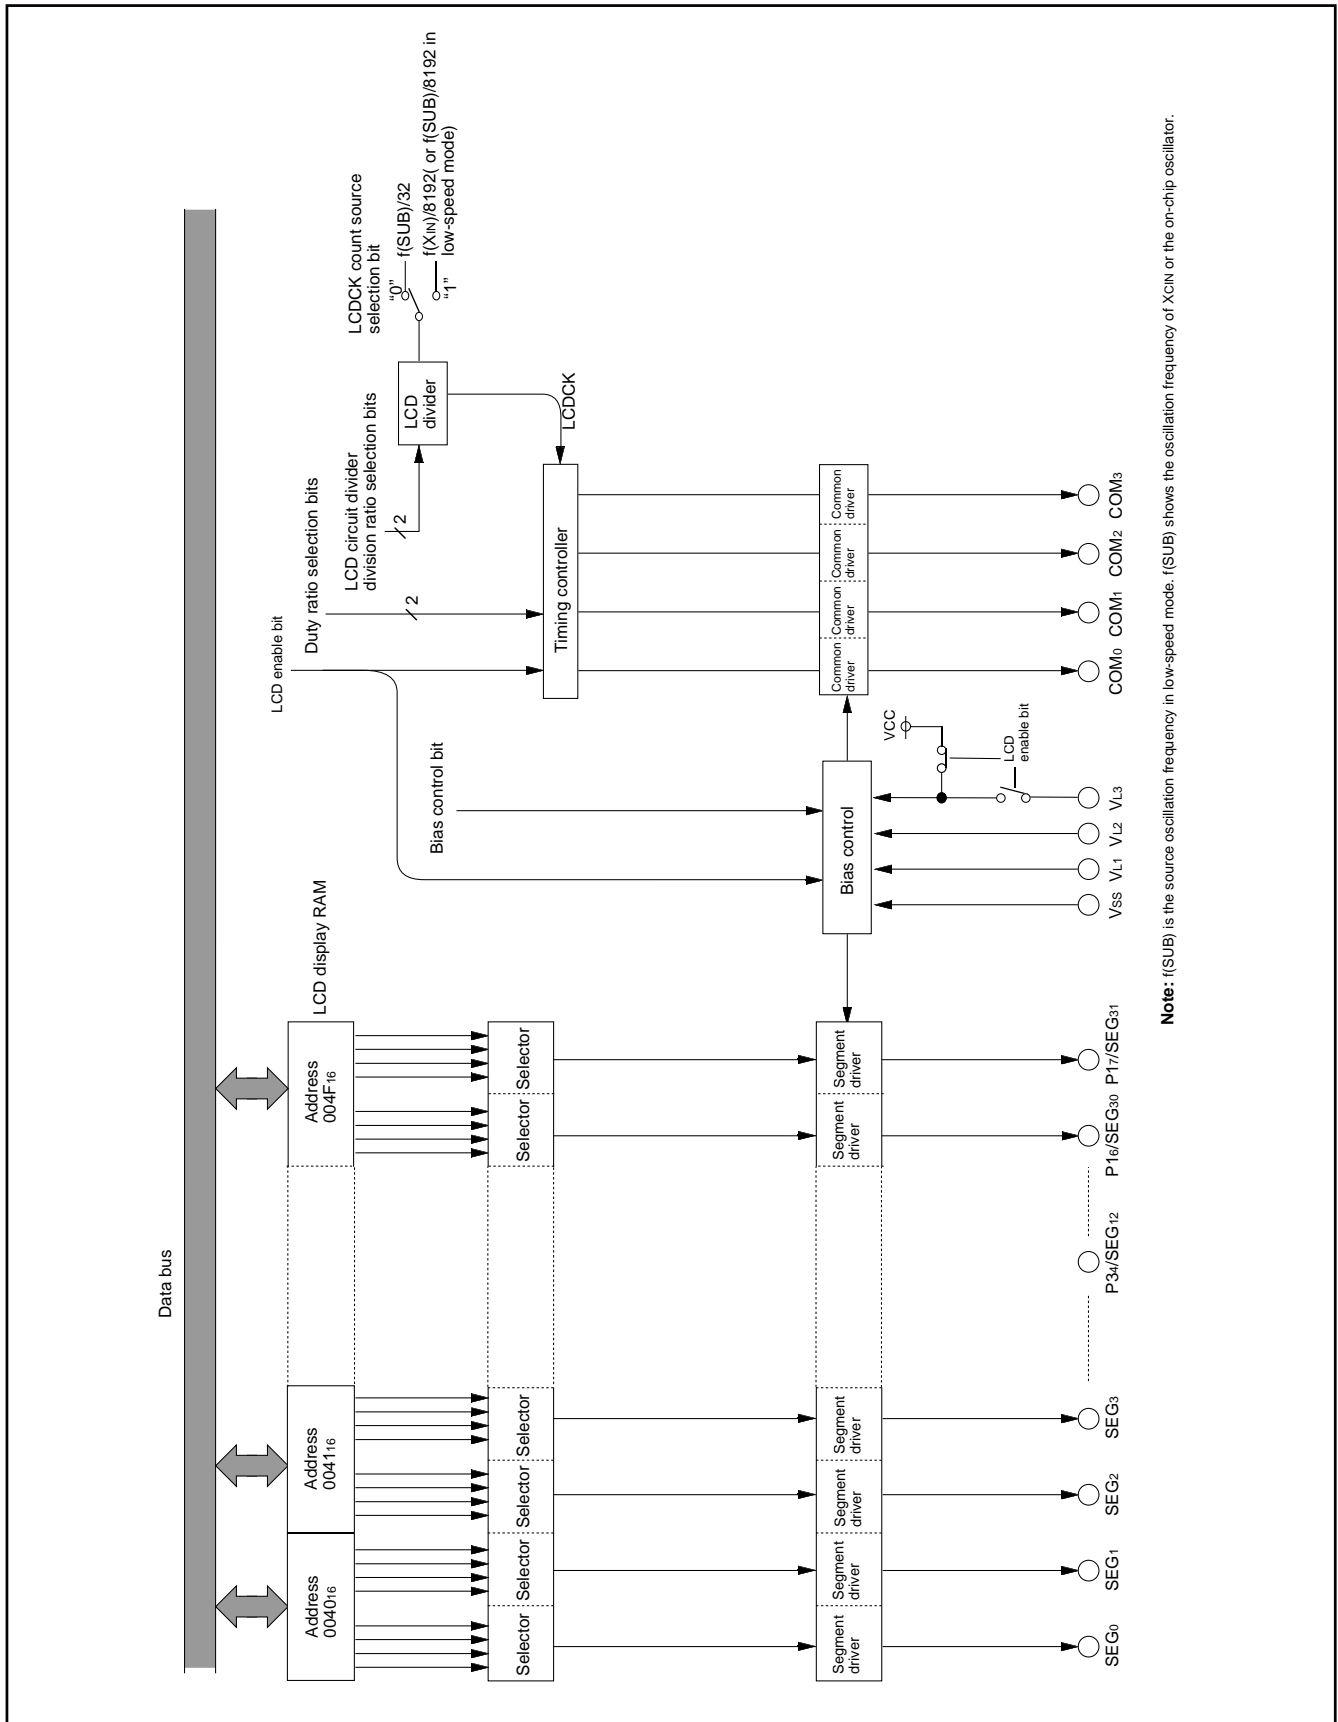 Data bus
Address
0040₁₆
Address
0041₁₆
Address
004F₁₆
LCD display RAM
Selector
Selector
Selector
Selector
Selector
Selector
Segment
driver
Segment
driver
Segment
driver
Segment
driver
Segment
driver
Segment
driver
SEG₀
SEG₁
SEG₂
SEG₃
P3₄/SEG₁₂
P1₆/SEG₃₀
P1₇/SEG₃₁
LCD enable bit
Duty ratio selection bits
2
LCD circuit divider
division ratio selection bits
2
LCD
divider
LCDCK count source
selection bit
“0”
f(SUB)/32
“1”
f(XIN)/8192( or f(SUB)/8192 in
low-speed mode)
LCDCK
Timing controller
Bias control bit
Bias control
VCC
LCD
enable bit
VSS
VL1
VL2
VL3
Common
driver
Common
driver
Common
driver
Common
driver
COM₀
COM₁
COM₂
COM₃
Note: f(SUB) is the source oscillation frequency in low-speed mode. f(SUB) shows the oscillation frequency of XCIN or the on-chip oscillator.